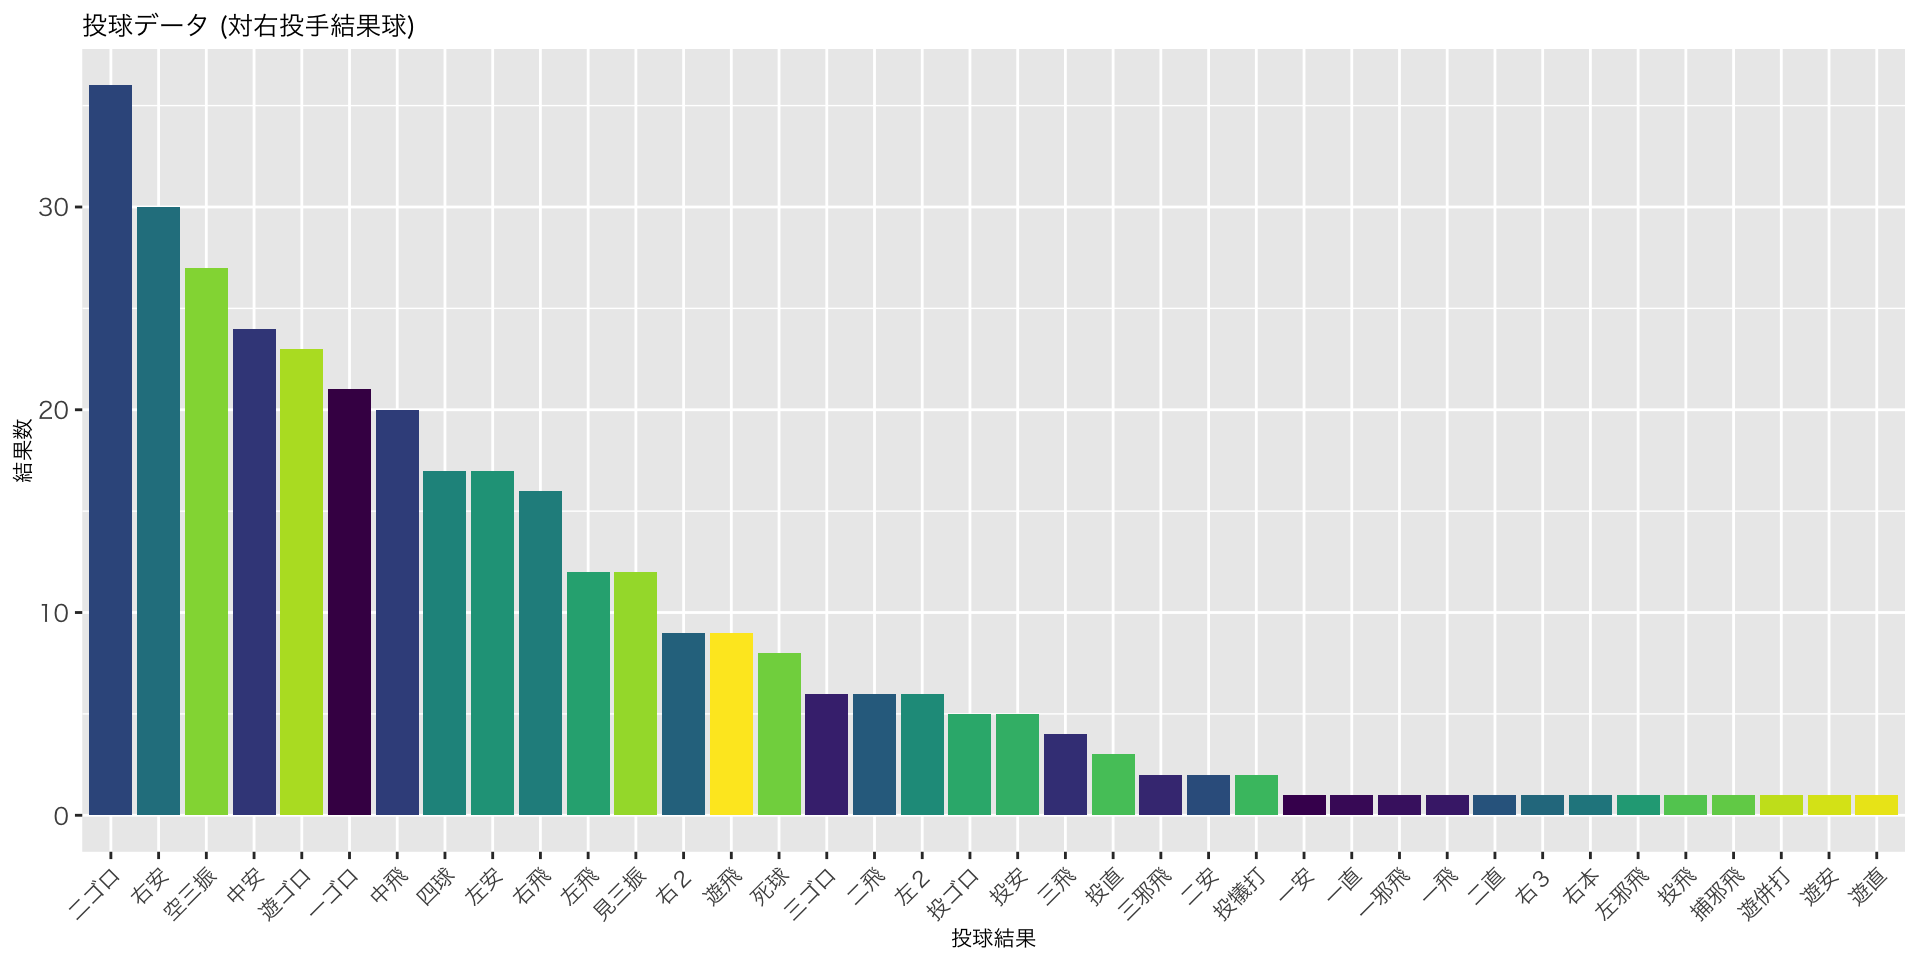 投球データ (対右投手結果球)
結果数
30
20
10
0
二ゴロ
右安
空三振
中安
遊ゴロ
一ゴロ
中飛
四球
左安
右飛
左飛
見三振
右２
遊飛
死球
三ゴロ
二飛
左２
投ゴロ
投安
三飛
投直
三邪飛
二安
投犠打
一安
一直
一邪飛
一飛
二直
右３
右本
左邪飛
投飛
捕邪飛
遊併打
遊安
遊直
投球結果